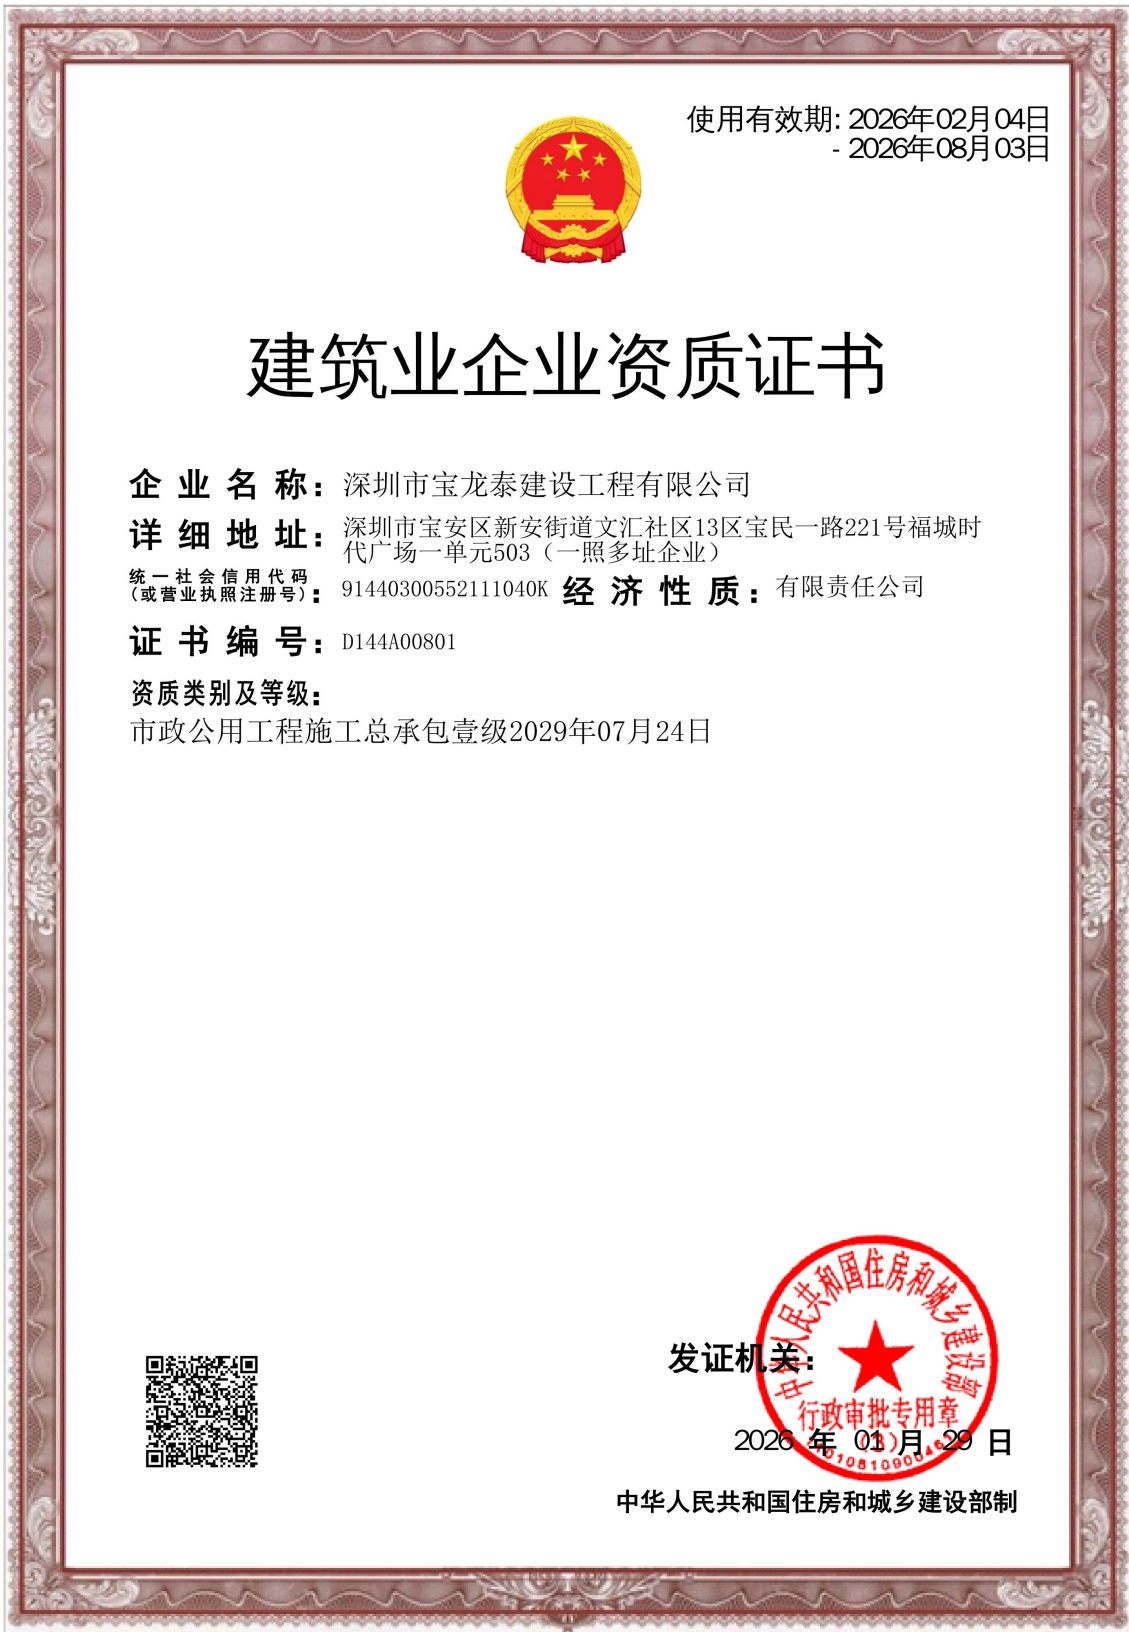 使用有效期: 2026年02月04日
- 2026年08月03日
建筑业企业资质证书
企业名称：深圳市宝龙泰建设工程有限公司
详细地址：深圳市宝安区新安街道文汇社区13区宝民一路221号福城时
代广场一单元503（一照多址企业）
统一社会信用代码
（或营业执照注册号）：91440300552111040K 经济性质：有限责任公司
证书编号：D144A00801
资质类别及等级：
市政公用工程施工总承包壹级2029年07月24日
中华人民共和国住房和城乡建设部
发证机关：
行政审批专用章
(3)
2026 年 01 月 29 日
中华人民共和国住房和城乡建设部制